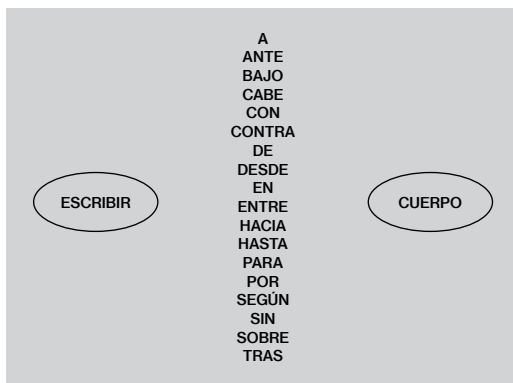 A
ANTE
BAJO
CABE
CON
CONTRA
DE
DESDE
EN
ESCRIBIR
CUERPO
ENTRE
HACIA
HASTA
PARA
POR
SEGÚN
SIN
SOBRE
TRAS